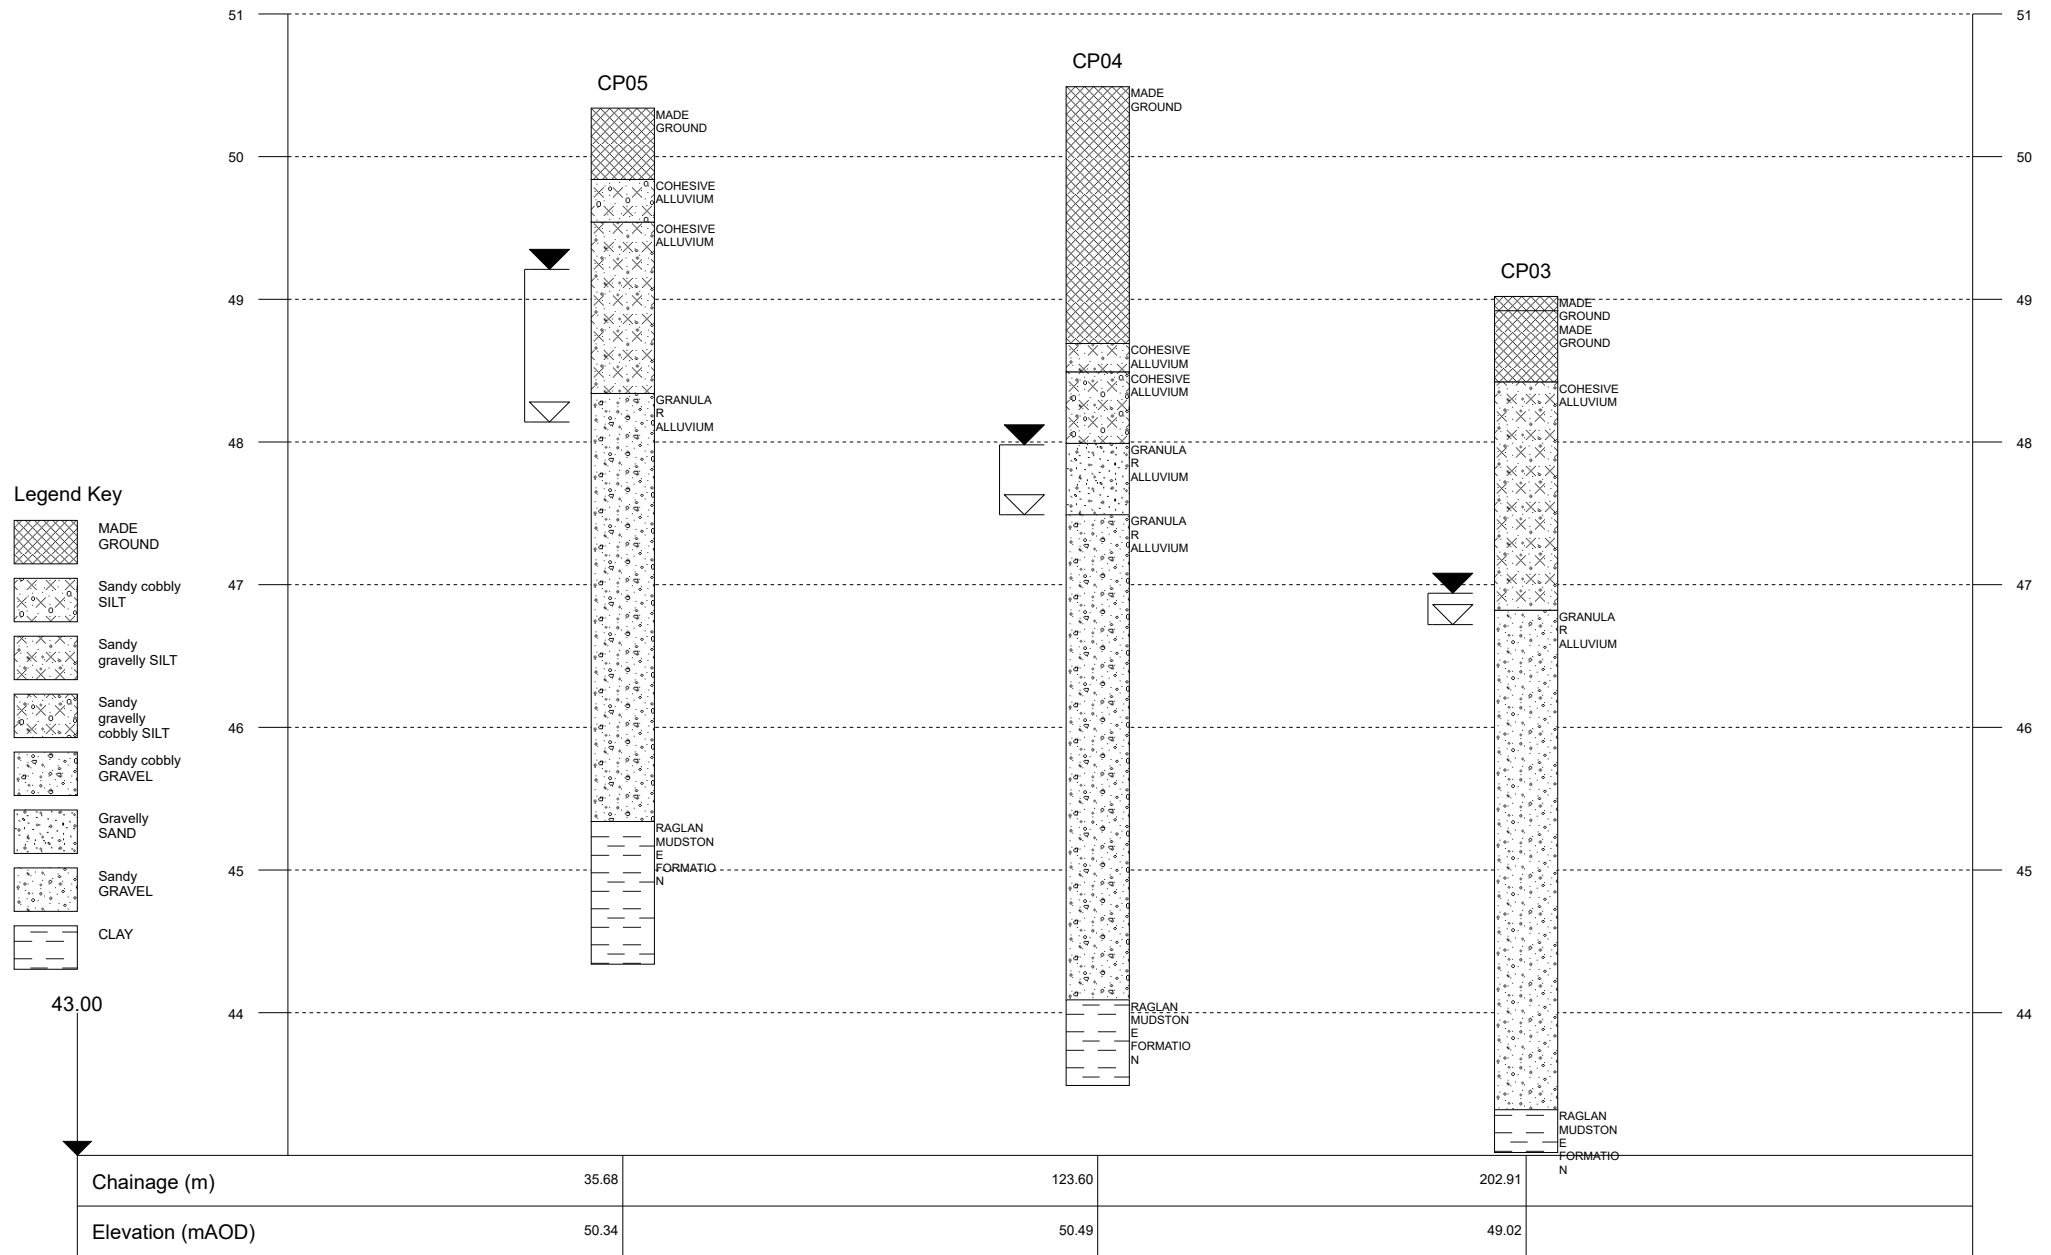 51
51
CP04
CP05
MADE
GROUND
MADE
GROUND
50
50
COHESIVE
ALLUVIUM
COHESIVE
ALLUVIUM
CP03
49
49
MADE
GROUND
MADE
GROUND
COHESIVE
ALLUVIUM
COHESIVE
ALLUVIUM
COHESIVE
ALLUVIUM
GRANULA
R
ALLUVIUM
48
48
GRANULA
R
ALLUVIUM
GRANULA
R
ALLUVIUM
47
47
GRANULA
R
ALLUVIUM
46
46
RAGLAN
MUDSTON
E
FORMATIO
N
45
45
44
44
RAGLAN
MUDSTON
E
FORMATIO
N
RAGLAN
MUDSTON
E
FORMATIO
N
Legend Key
MADE
GROUND
Sandy cobbly
SILT
Sandy
gravelly SILT
Sandy
gravelly
cobbly SILT
Sandy cobbly
GRAVEL
Gravelly
SAND
Sandy
GRAVEL
CLAY
43.00
Chainage (m) 35.68 123.60 202.91
Elevation (mAOD) 50.34 50.49 49.02